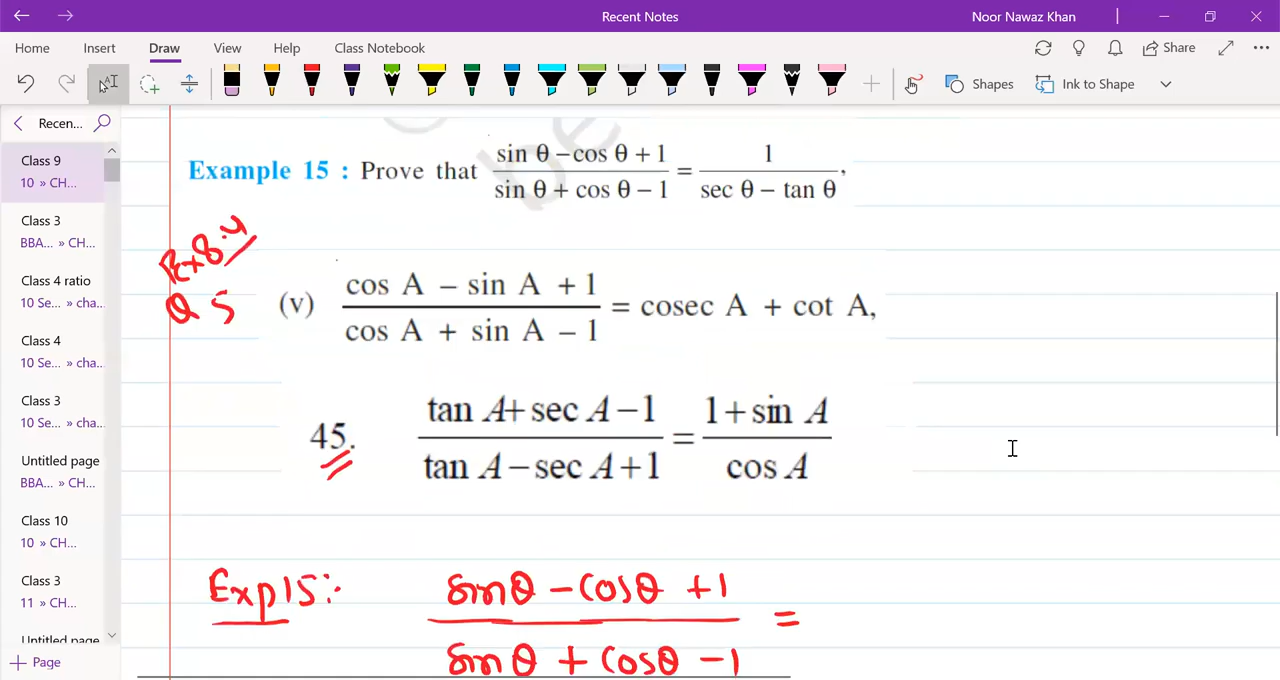 Recent Notes
Noor Nawaz Khan
Home Insert Draw View Help Class Notebook Share
Shapes Ink to Share
Recen...
Class 9
10 » CH...
Class 3
BBA... » CH...
Class 4 ratio
10 Se... » cha...
Class 4
10 Se... » cha...
Class 3
10 Se... » cha...
Untitled page
BBA... » CH...
Class 10
10 » CH...
Class 3
11 » CH...
Untitled page
+ Page
be
Example 15 : Prove that (sin θ – cos θ + 1)/(sin θ + cos θ – 1) = 1/(sec θ – tan θ),
Ex 8.4
Q 5
(v) (cos A – sin A + 1)/(cos A + sin A – 1) = cosec A + cot A,
45. (tan A+sec A−1)/(tan A−sec A+1) = (1+sin A)/(cos A)
Exp15:- (sinθ - cosθ +1)/(sinθ + cosθ -1) =